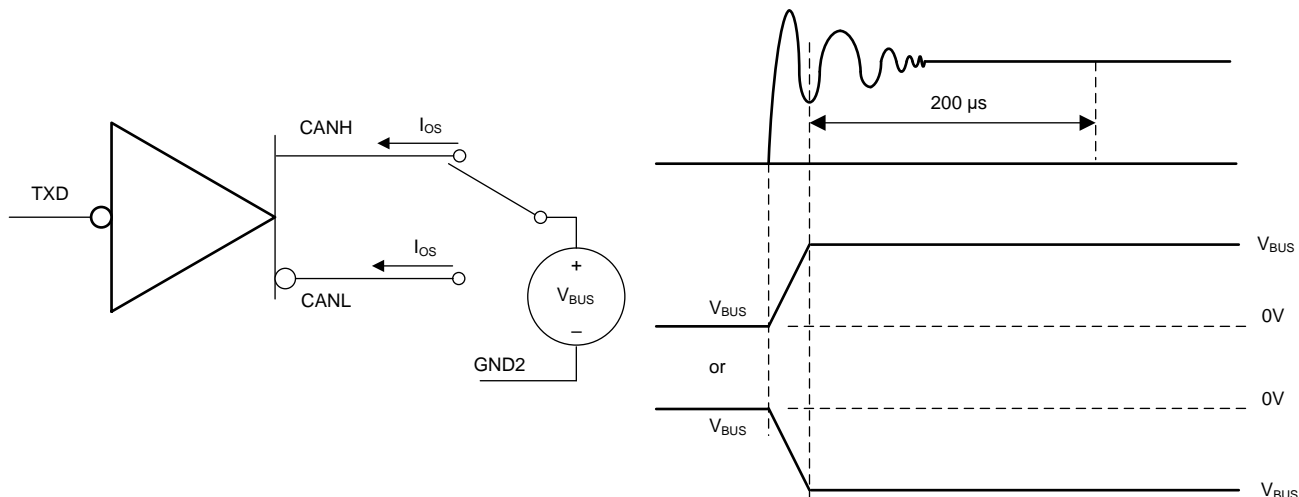 TXD
CANH
I_OS
I_OS
CANL
+
V_BUS
–
GND2
200 µs
V_BUS
V_BUS
0V
or
0V
V_BUS
V_BUS